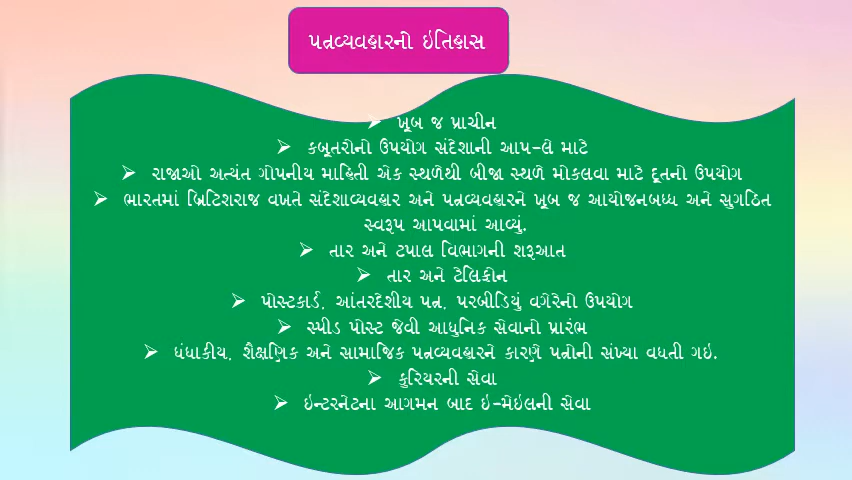 પત્રવ્યવહારનો ઇતિહાસ
➢ ખૂબ જ પ્રાચીન
➢ કબૂતરોનો ઉપયોગ સંદેશાની આપ-લે માટે
➢ રાજાઓ અત્યંત ગોપનીય માહિતી એક સ્થળેથી બીજા સ્થળે મોકલવા માટે દૂતનો ઉપયોગ
➢ ભારતમાં બ્રિટિશરાજ વખતે સંદેશાવ્યવહાર અને પત્રવ્યવહારને ખૂબ જ આયોજનબધ્ધ અને સુગઠિત
સ્વરૂપ આપવામાં આવ્યું.
➢ તાર અને ટપાલ વિભાગની શરૂઆત
➢ તાર અને ટેલિફોન
➢ પોસ્ટકાર્ડ, આંતરદેશીય પત્ર, પરબીડિયું વગેરેનો ઉપયોગ
➢ સ્પીડ પોસ્ટ જેવી આધુનિક સેવાનો પ્રારંભ
➢ ધંધાકીય, શૈક્ષણિક અને સામાજિક પત્રવ્યવહારને કારણે પત્રોની સંખ્યા વધતી ગઇ.
➢ કુરિયરની સેવા
➢ ઇન્ટરનેટના આગમન બાદ ઇ-મેઇલની સેવા